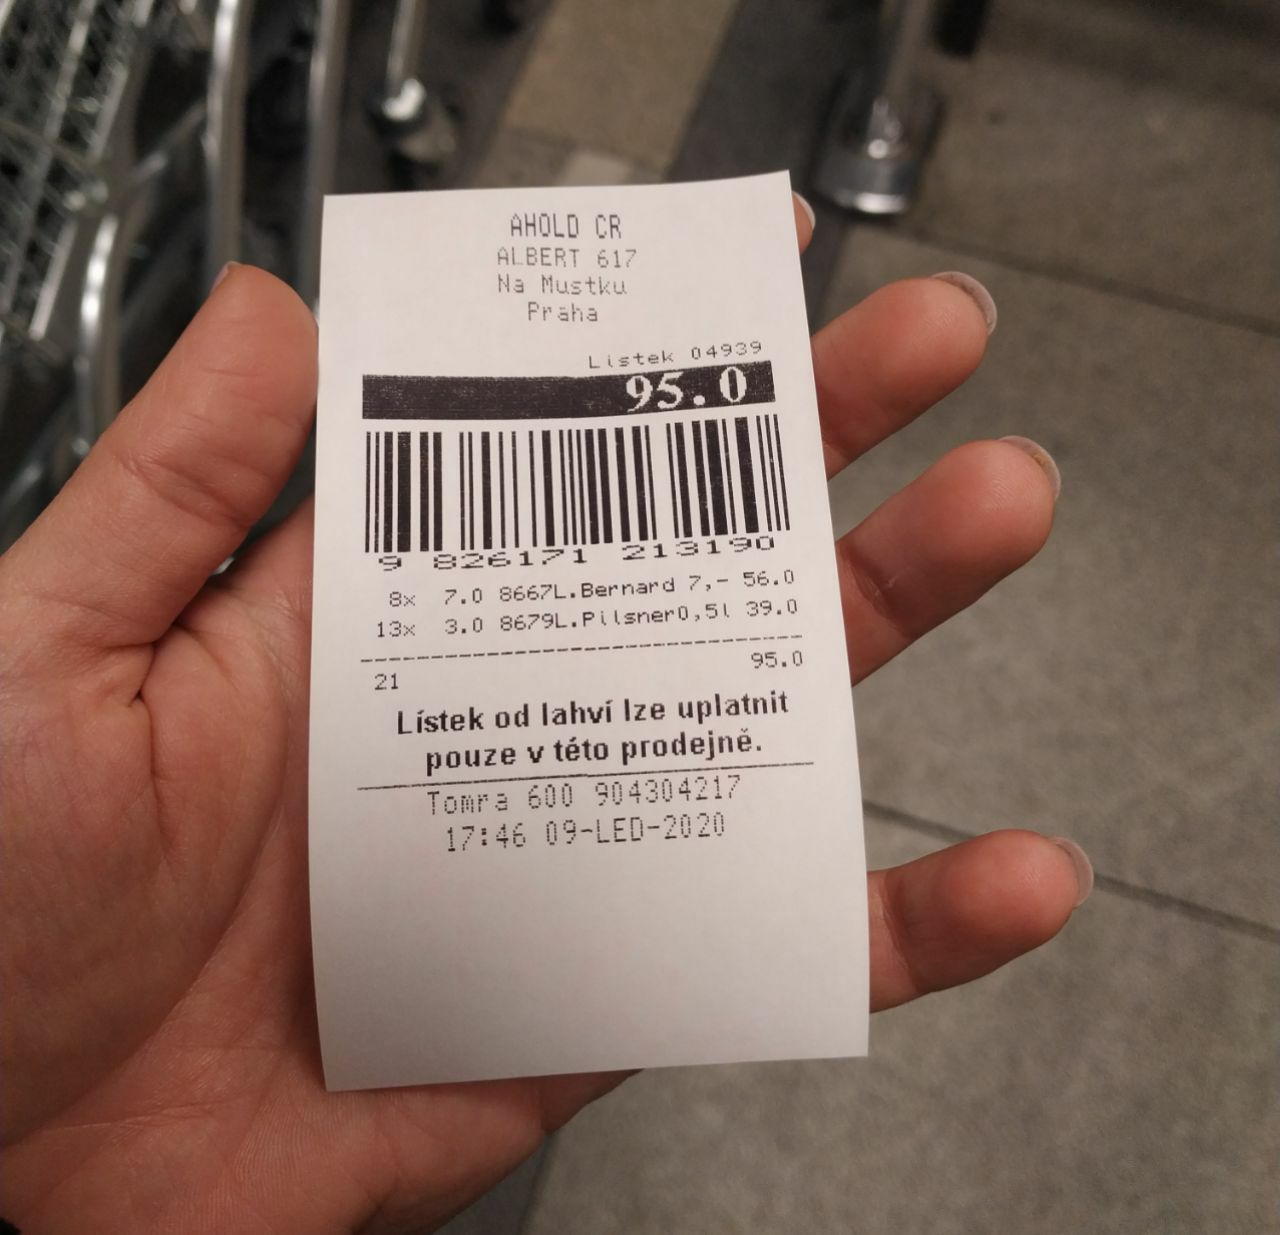 AHOLD CR
ALBERT 617
Na Mustku
Praha
Listek 04939
95.0
9 826171 213190
8x 7.0 8667L.Bernard 7,- 56.0
13x 3.0 8679L.Pilsner0,5l 39.0
21 95.0
Lístek od lahví lze uplatnit
pouze v této prodejně.
Tomra 600 904304217
17:46 09-LED-2020